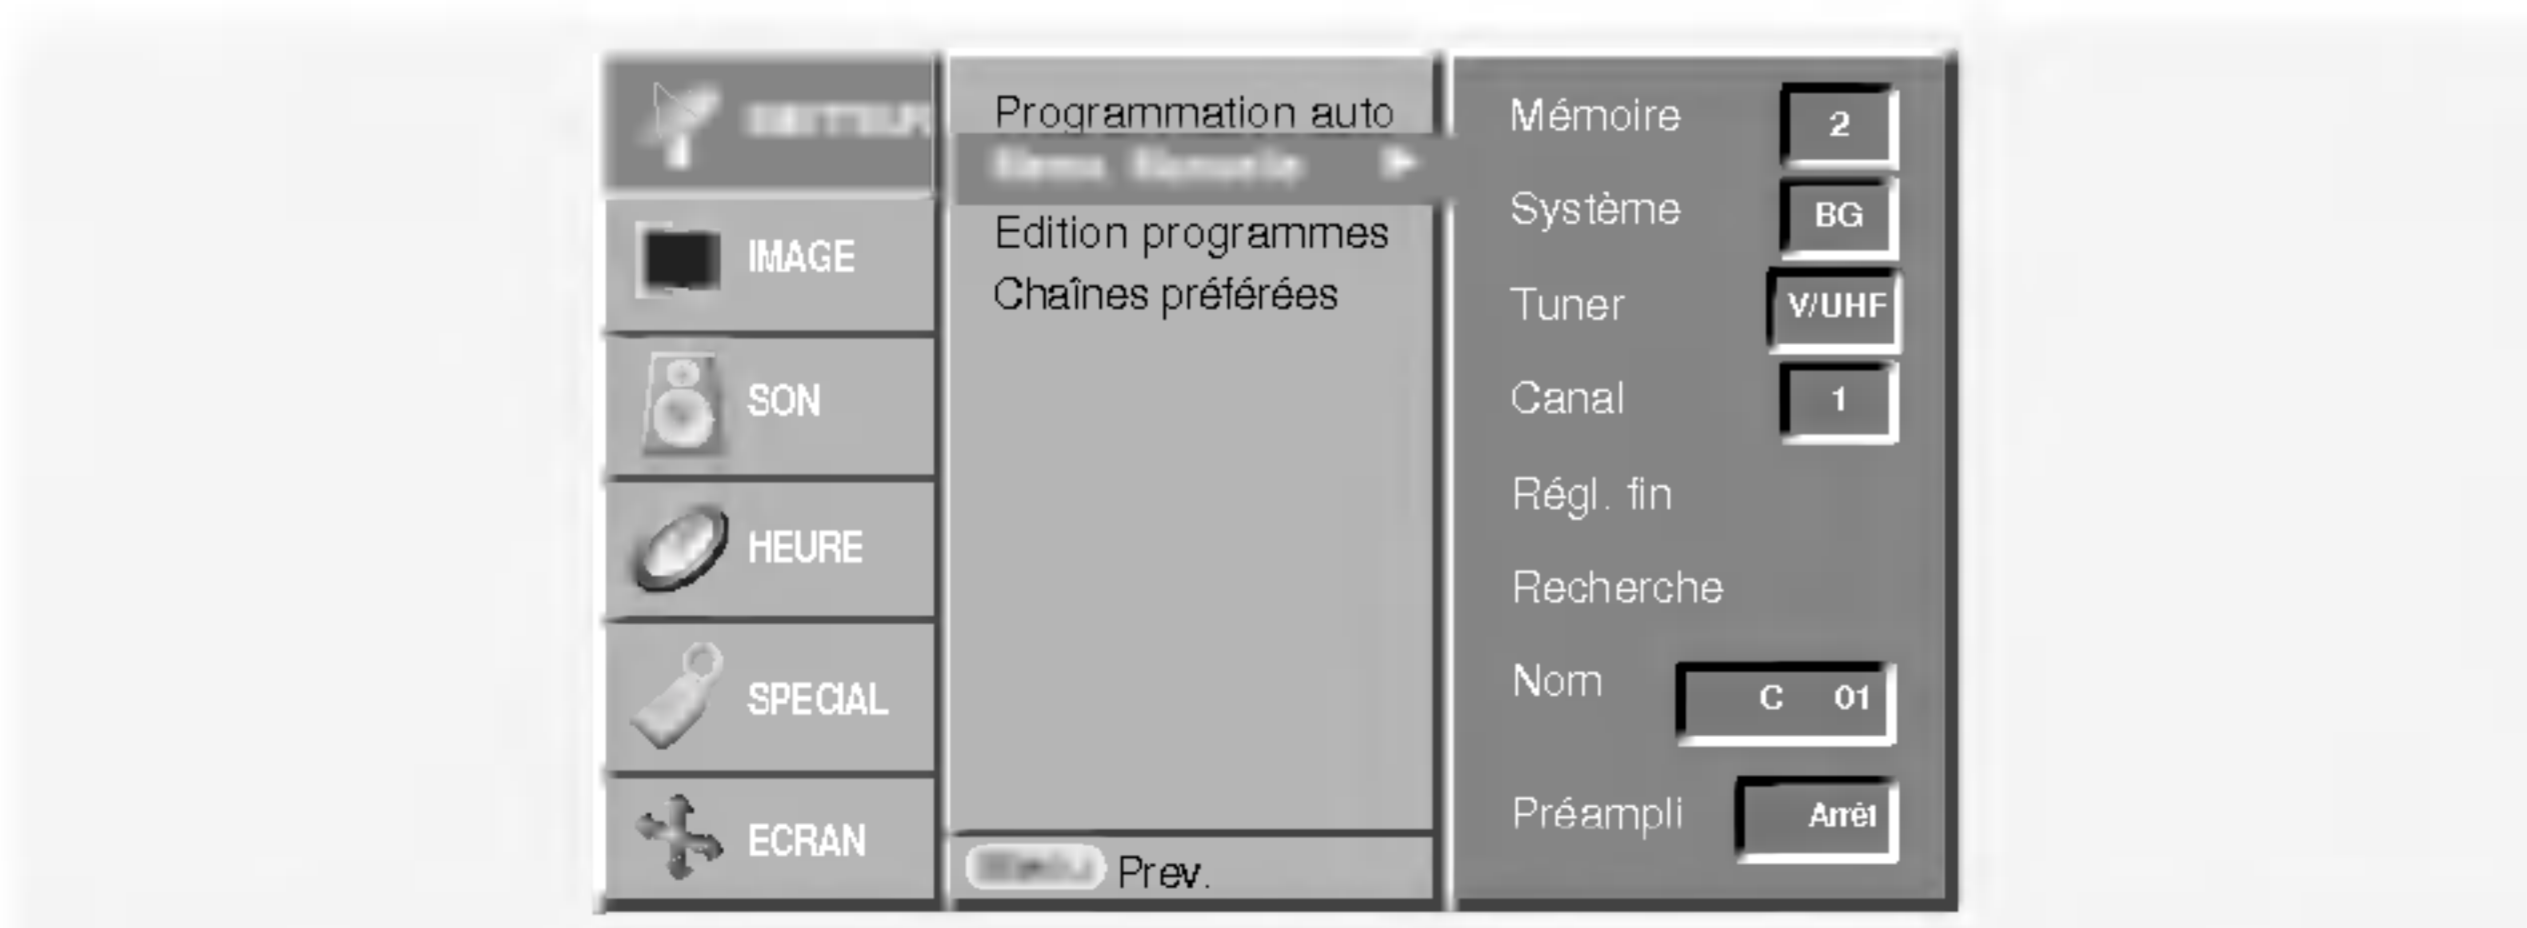 IMAGE
SON
HEURE
SPECIAL
ECRAN
Programmation auto
Edition programmes
Chaînes préférées
Prev.
Mémoire 2
Système BG
Tuner V/UHF
Canal 1
Régl. fin
Recherche
Nom C 01
Préampli Arrêt